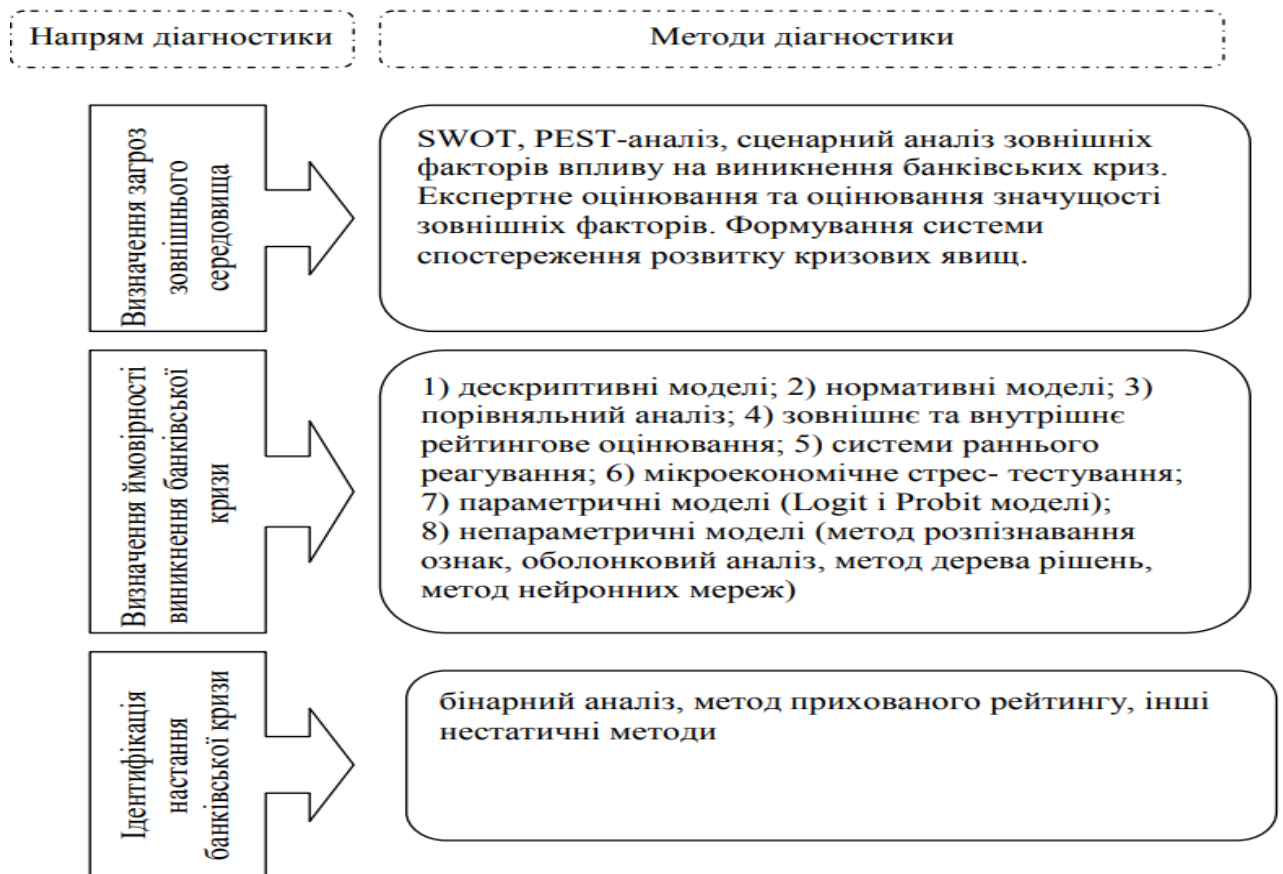 Напрям діагностики
Методи діагностики
Визначення загроз
зовнішнього
середовища
SWOT, PEST-аналіз, сценарний аналіз зовнішніх
факторів впливу на виникнення банківських криз.
Експертне оцінювання та оцінювання значущості
зовнішніх факторів. Формування системи
спостереження розвитку кризових явищ.
Визначення ймовірності
виникнення банківської
кризи
1) дескриптивні моделі; 2) нормативні моделі; 3)
порівняльний аналіз; 4) зовнішнє та внутрішнє
рейтингове оцінювання; 5) системи раннього
реагування; 6) мікроекономічне стрес- тестування;
7) параметричні моделі (Logit і Probit моделі);
8) непараметричні моделі (метод розпізнавання
ознак, оболонковий аналіз, метод дерева рішень,
метод нейронних мереж)
Ідентифікація
настання
банківської кризи
бінарний аналіз, метод прихованого рейтингу, інші
нестатичні методи